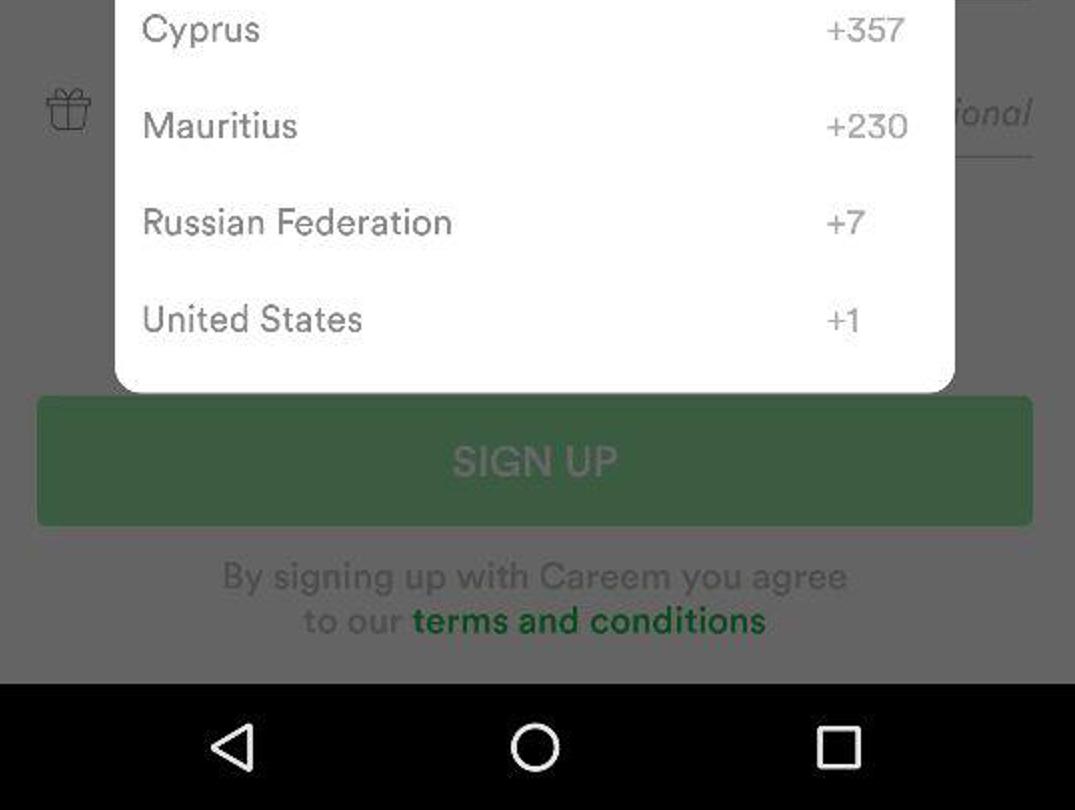 Cyprus +357
ional
Mauritius +230
Russian Federation +7
United States +1
SIGN UP
By signing up with Careem you agree
to our terms and conditions